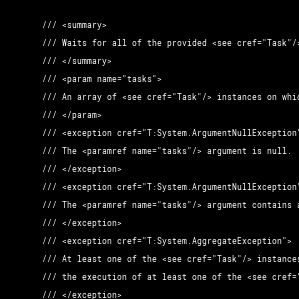 /// <summary>
/// Waits for all of the provided <see cref="Task"/>
/// </summary>
/// <param name="tasks">
/// An array of <see cref="Task"/> instances on whic
/// </param>
/// <exception cref="T:System.ArgumentNullException"
/// The <paramref name="tasks"/> argument is null.
/// </exception>
/// <exception cref="T:System.ArgumentNullException"
/// The <paramref name="tasks"/> argument contains a
/// </exception>
/// <exception cref="T:System.AggregateException">
/// At least one of the <see cref="Task"/> instances
/// the execution of at least one of the <see cref="
/// </exception>